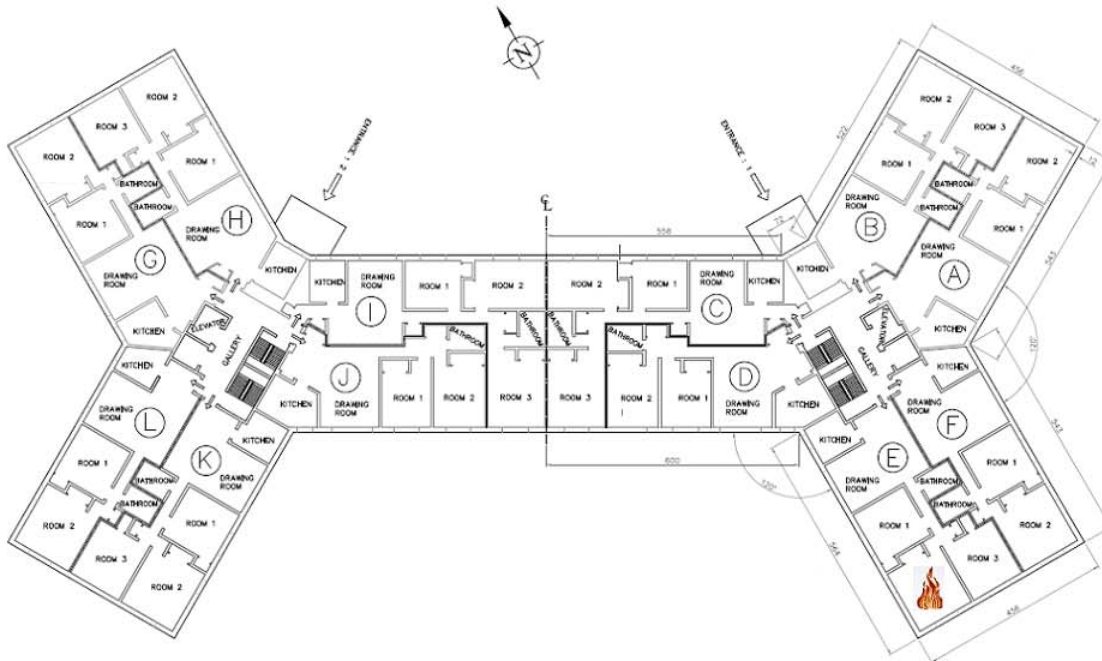 N
ENTRANCE : 2
ENTRANCE : 1
ROOM 2
ROOM 3
ROOM 2
ROOM 1
BATHROOM
BATHROOM
ROOM 1
H
DRAWING
ROOM
G
DRAWING
ROOM
KITCHEN
KITCHEN
ELEVATOR
GALLERY
KITCHEN
DRAWING
ROOM
I
ROOM 1
ROOM 2
BATHROOM
KITCHEN
J
DRAWING
ROOM
ROOM 1
ROOM 2
BATHROOM
ROOM 3
KITCHEN
DRAWING
ROOM
L
ROOM 1
ROOM 2
BATHROOM
BATHROOM
KITCHEN
K
DRAWING
ROOM
ROOM 1
ROOM 3
ROOM 2
℄
558
72
ROOM 2
ROOM 1
DRAWING
ROOM
C
KITCHEN
BATHROOM
ROOM 3
BATHROOM
ROOM 2
ROOM 1
D
DRAWING
ROOM
KITCHEN
600
120°
522
456
12
543
120°
543
ROOM 2
ROOM 3
ROOM 2
ROOM 1
BATHROOM
BATHROOM
ROOM 1
DRAWING
ROOM
B
DRAWING
ROOM
A
KITCHEN
KITCHEN
ELEVATOR
GALLERY
KITCHEN
DRAWING
ROOM
F
KITCHEN
E
DRAWING
ROOM
ROOM 1
BATHROOM
BATHROOM
ROOM 1
ROOM 2
ROOM 3
564
456